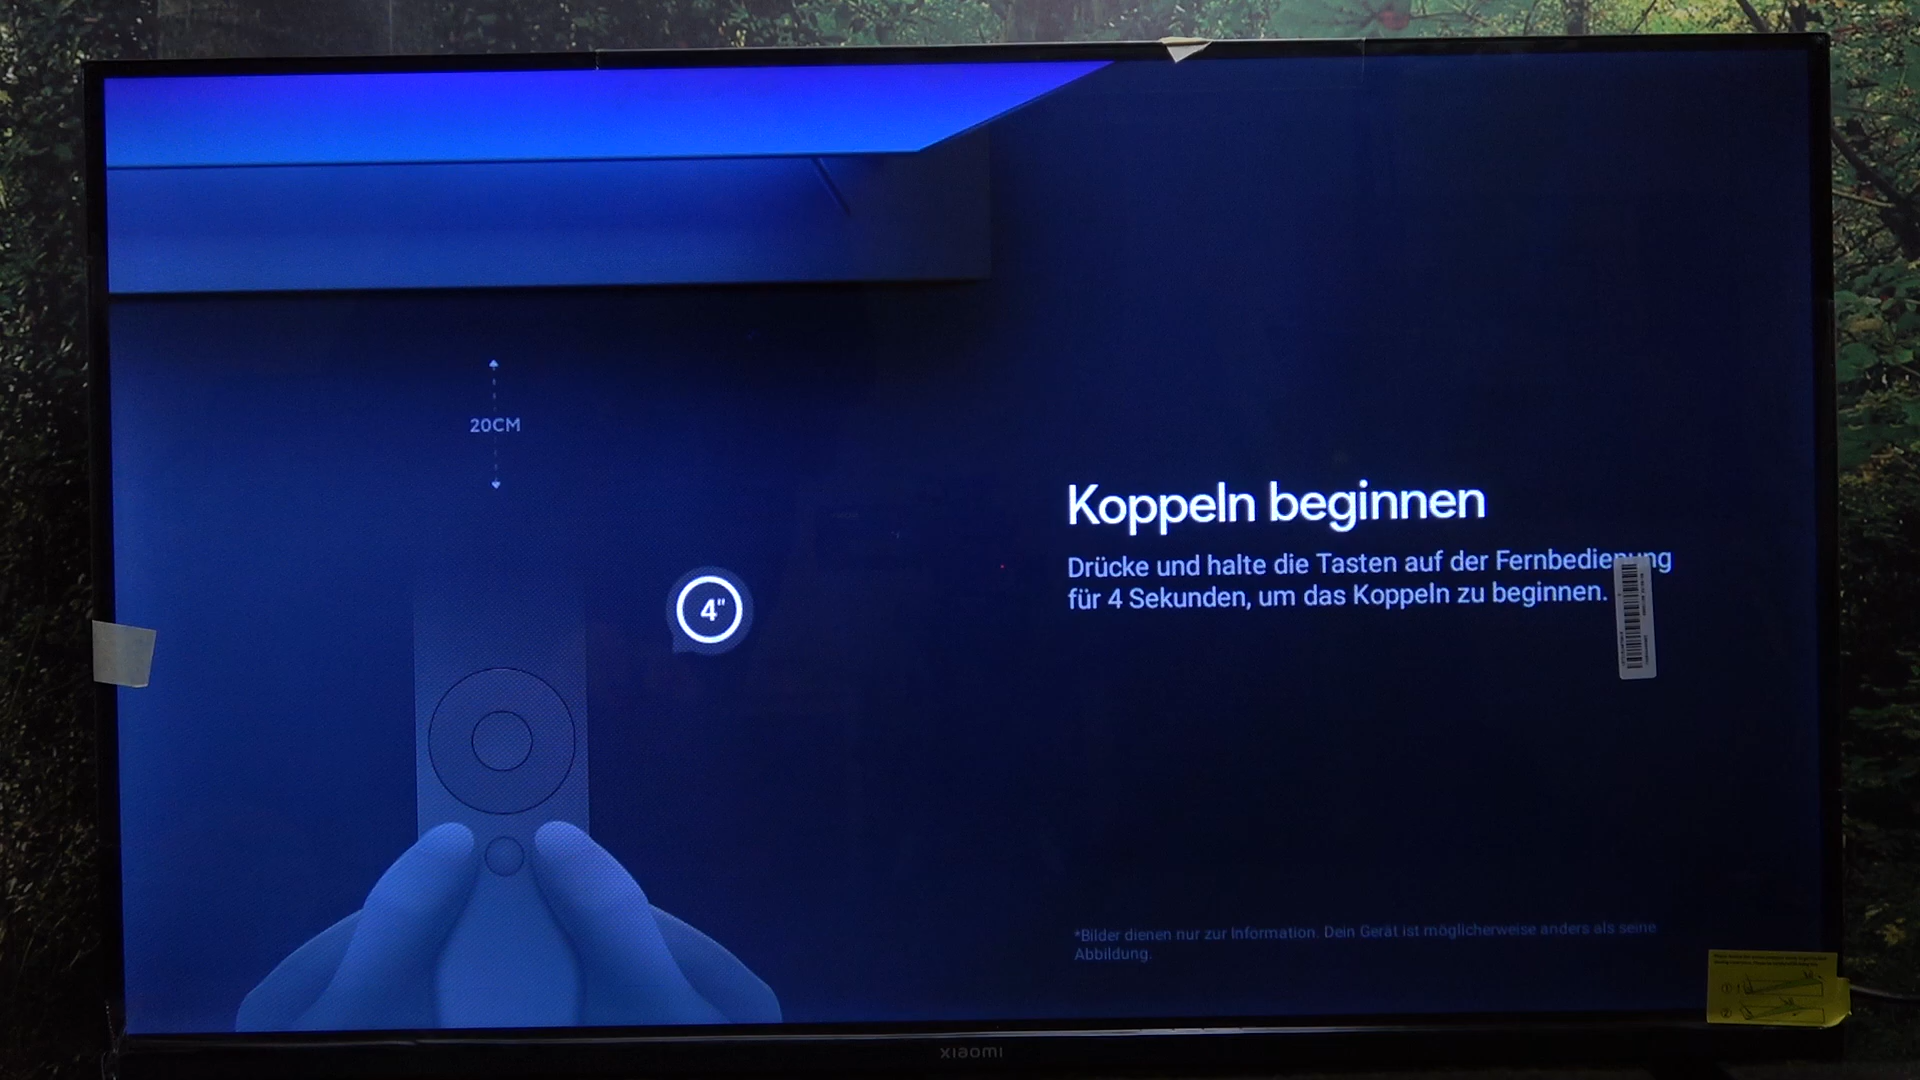 20CM
4"
Koppeln beginnen
Drücke und halte die Tasten auf der Fernbedienung
für 4 Sekunden, um das Koppeln zu beginnen.
*Bilder dienen nur zur Information. Dein Gerät ist möglicherweise anders als seine
Abbildung.
xiaomi